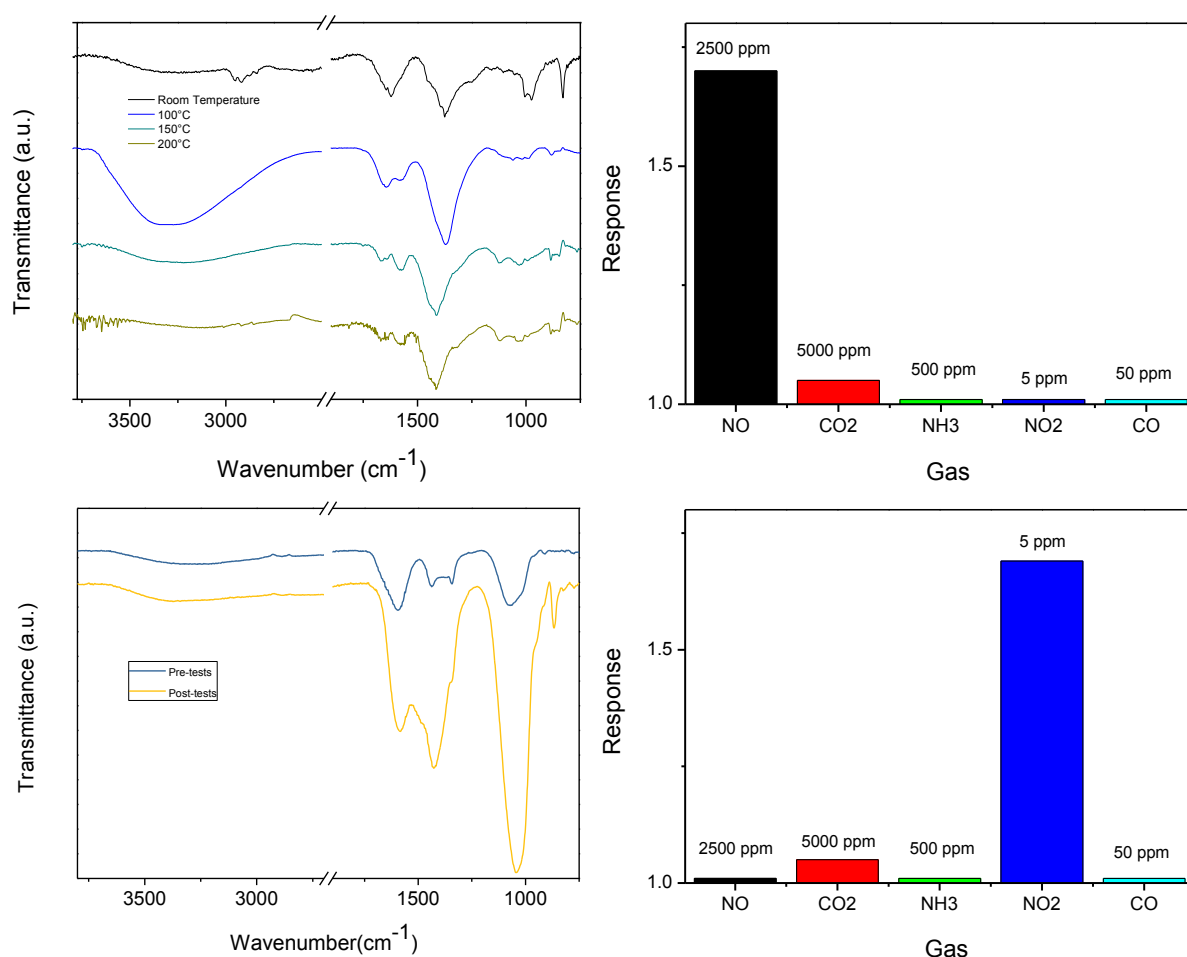 Transmittance (a.u.)
Room Temperature
100°C
150°C
200°C
3500
3000
1500
1000
Wavenumber (cm-1)
Response
1.5
1.0
2500 ppm
5000 ppm
500 ppm
5 ppm
50 ppm
NO
CO2
NH3
NO2
CO
Gas
Transmittance (a.u.)
Pre-tests
Post-tests
3500
3000
1500
1000
Wavenumber(cm-1)
Response
1.5
1.0
2500 ppm
5000 ppm
500 ppm
5 ppm
50 ppm
NO
CO2
NH3
NO2
CO
Gas